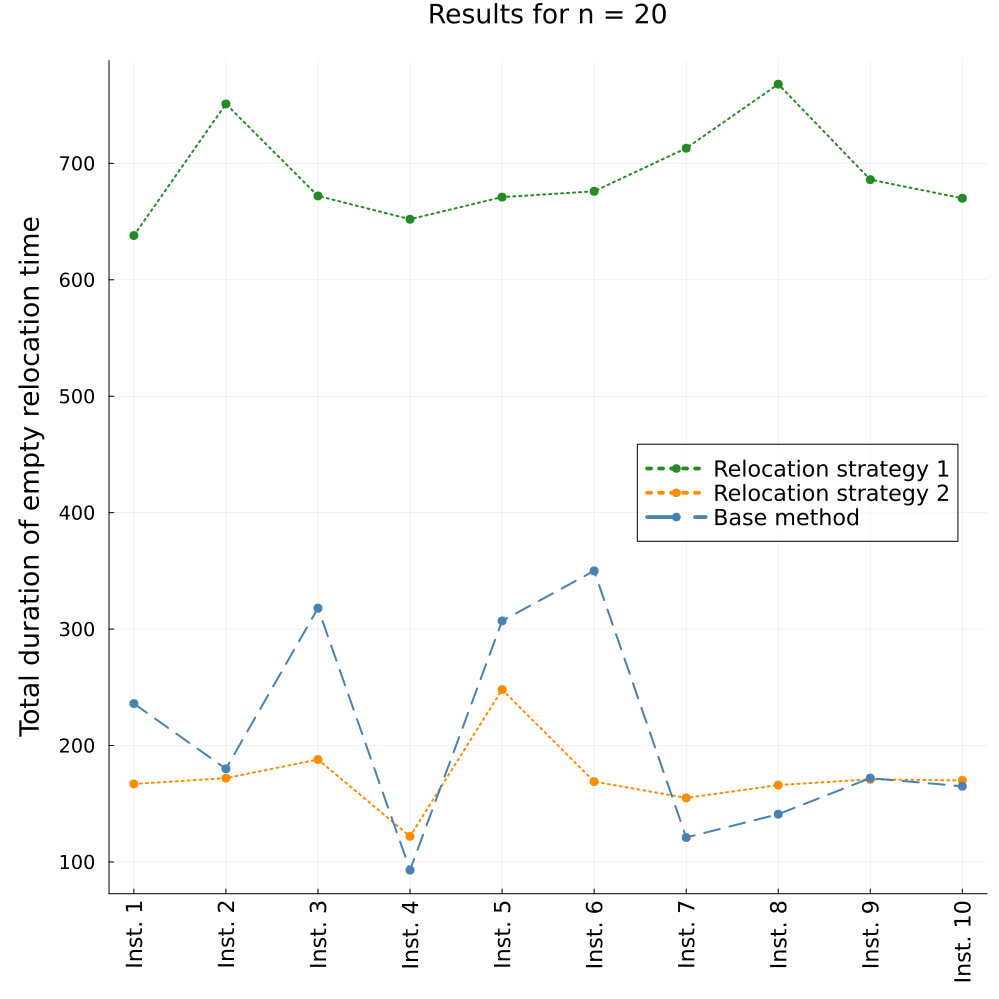 Results for n = 20
Total duration of empty relocation time
700
600
500
400
300
200
100
Relocation strategy 1
Relocation strategy 2
Base method
Inst. 1
Inst. 2
Inst. 3
Inst. 4
Inst. 5
Inst. 6
Inst. 7
Inst. 8
Inst. 9
Inst. 10